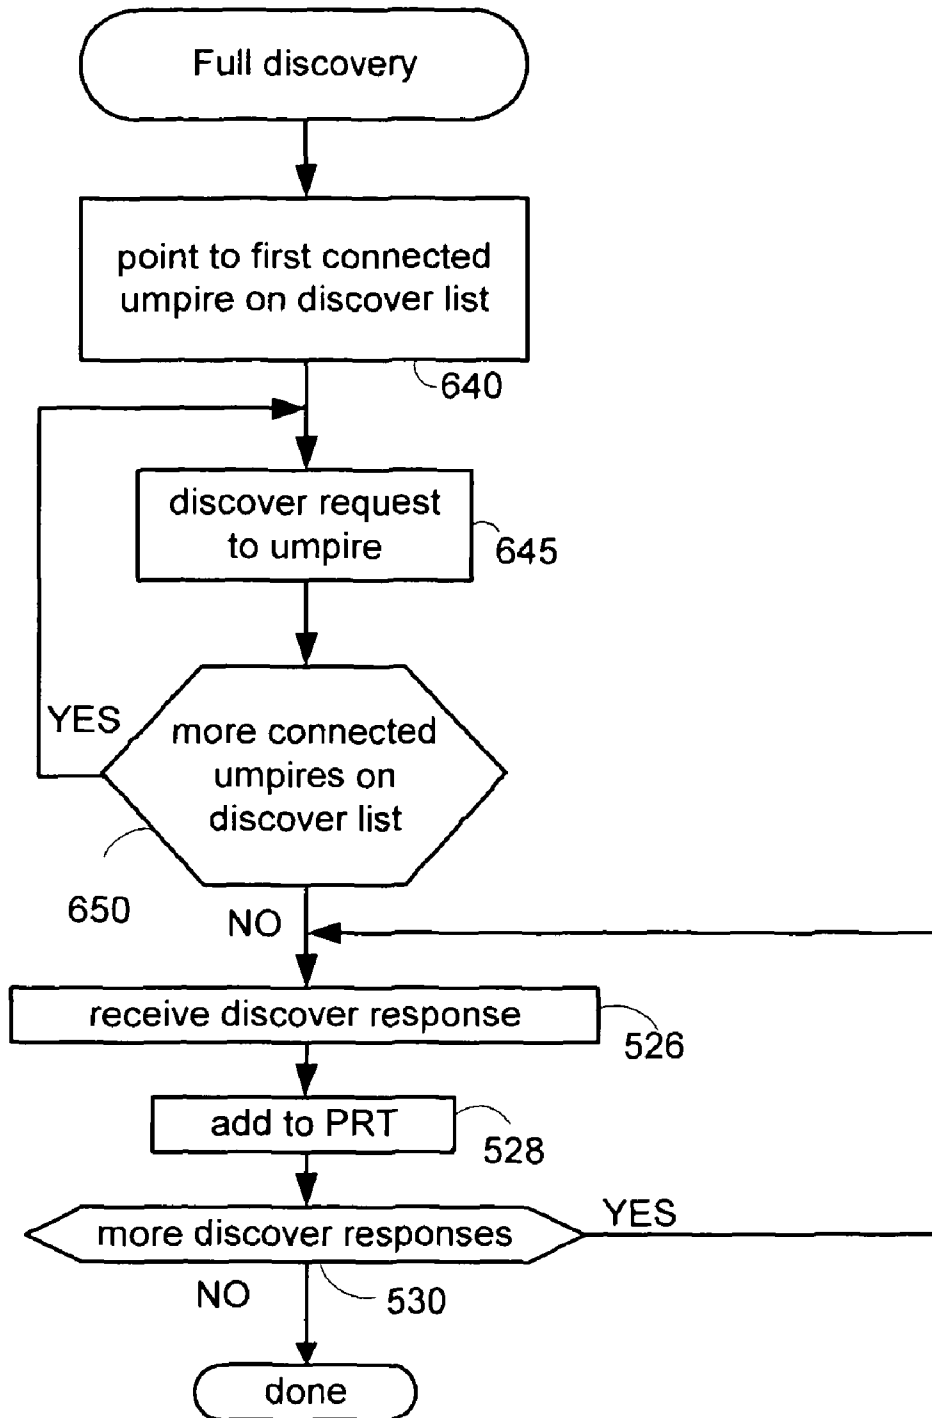 Full discovery
point to first connected
umpire on discover list
640
discover request
to umpire
645
YES
more connected
umpires on
discover list
650
NO
receive discover response
526
add to PRT
528
more discover responses
YES
NO
530
done